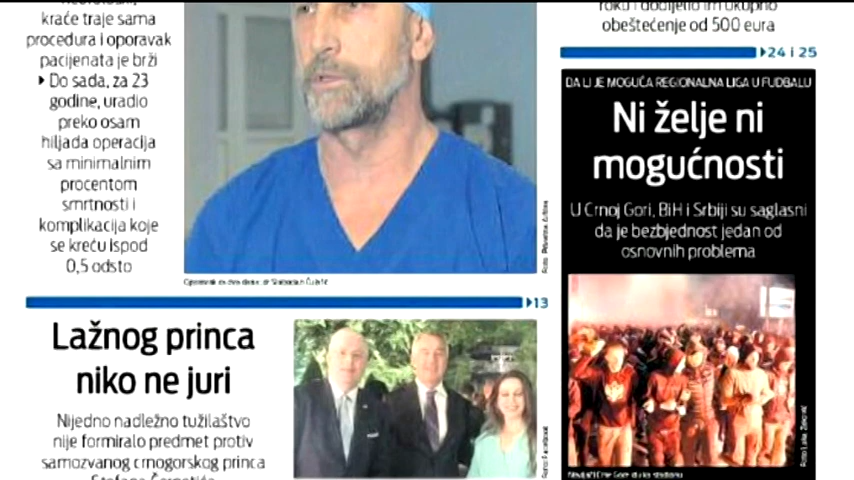 kraće traje sama
procedura i oporavak
pacijenata je brži
Do sada, za 23
godine, uradio
preko osam
hiljada operacija
sa minimalnim
procentom
smrtnosti i
komplikacija koje
se kreću ispod
0,5 odsto
13
Lažnog princa
niko ne juri
Nijedno nadležno tužilaštvo
nije formiralo predmet protiv
samozvanog crnogorskog princa
roku i dodijelio im ukupno
obeštećenje od 500 eura
24 i 25
DA LI JE MOGUĆA REGIONALNA LIGA U FUDBALU
Ni želje ni
mogućnosti
U Crnoj Gori, BiH i Srbiji su saglasni
da je bezbjednost jedan od
osnovnih problema